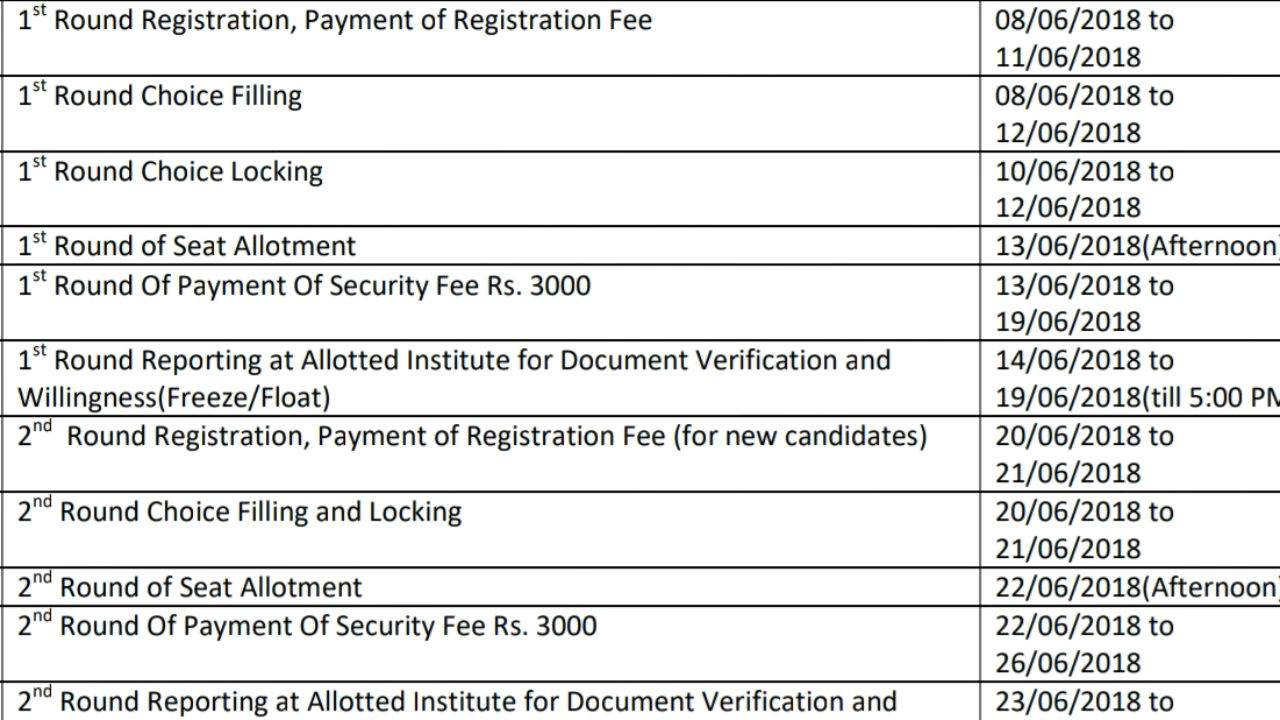 1st Round Registration, Payment of Registration Fee
08/06/2018 to
11/06/2018
1st Round Choice Filling
08/06/2018 to
12/06/2018
1st Round Choice Locking
10/06/2018 to
12/06/2018
1st Round of Seat Allotment
13/06/2018(Afternoon)
1st Round Of Payment Of Security Fee Rs. 3000
13/06/2018 to
19/06/2018
1st Round Reporting at Allotted Institute for Document Verification and
Willingness(Freeze/Float)
14/06/2018 to
19/06/2018(till 5:00 PM
2nd Round Registration, Payment of Registration Fee (for new candidates)
20/06/2018 to
21/06/2018
2nd Round Choice Filling and Locking
20/06/2018 to
21/06/2018
2nd Round of Seat Allotment
22/06/2018(Afternoon)
2nd Round Of Payment Of Security Fee Rs. 3000
22/06/2018 to
26/06/2018
2nd Round Reporting at Allotted Institute for Document Verification and
23/06/2018 to